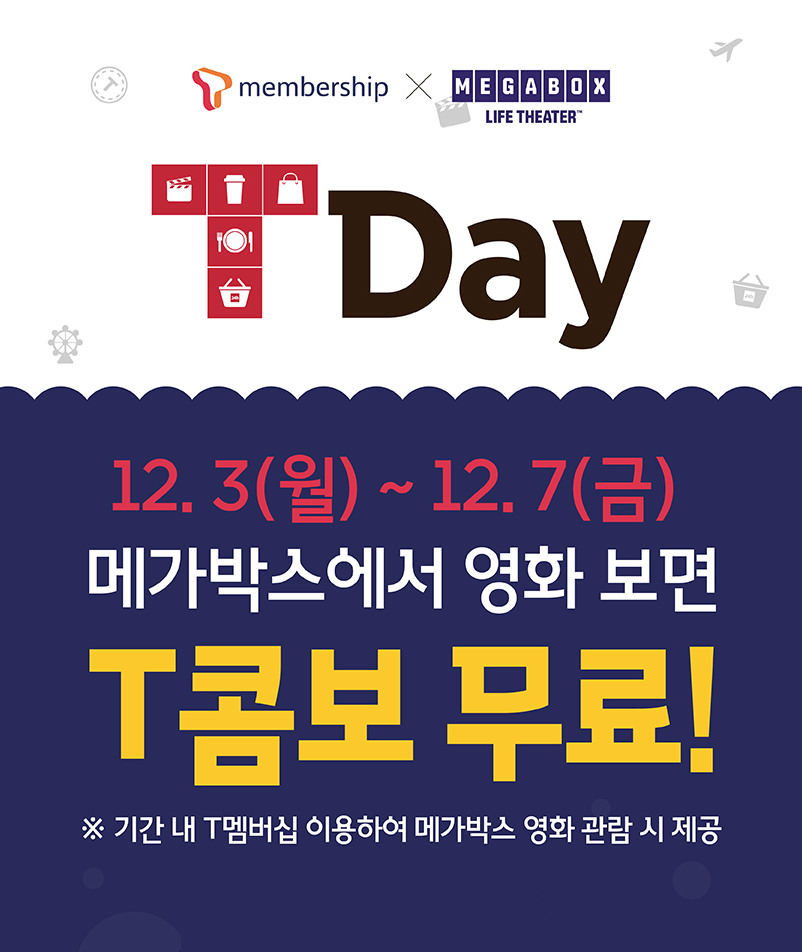 T membership × MEGABOX
LIFE THEATER™
T Day
12. 3(월) ~ 12. 7(금)
메가박스에서 영화 보면
T콤보 무료!
※ 기간 내 T멤버십 이용하여 메가박스 영화 관람 시 제공